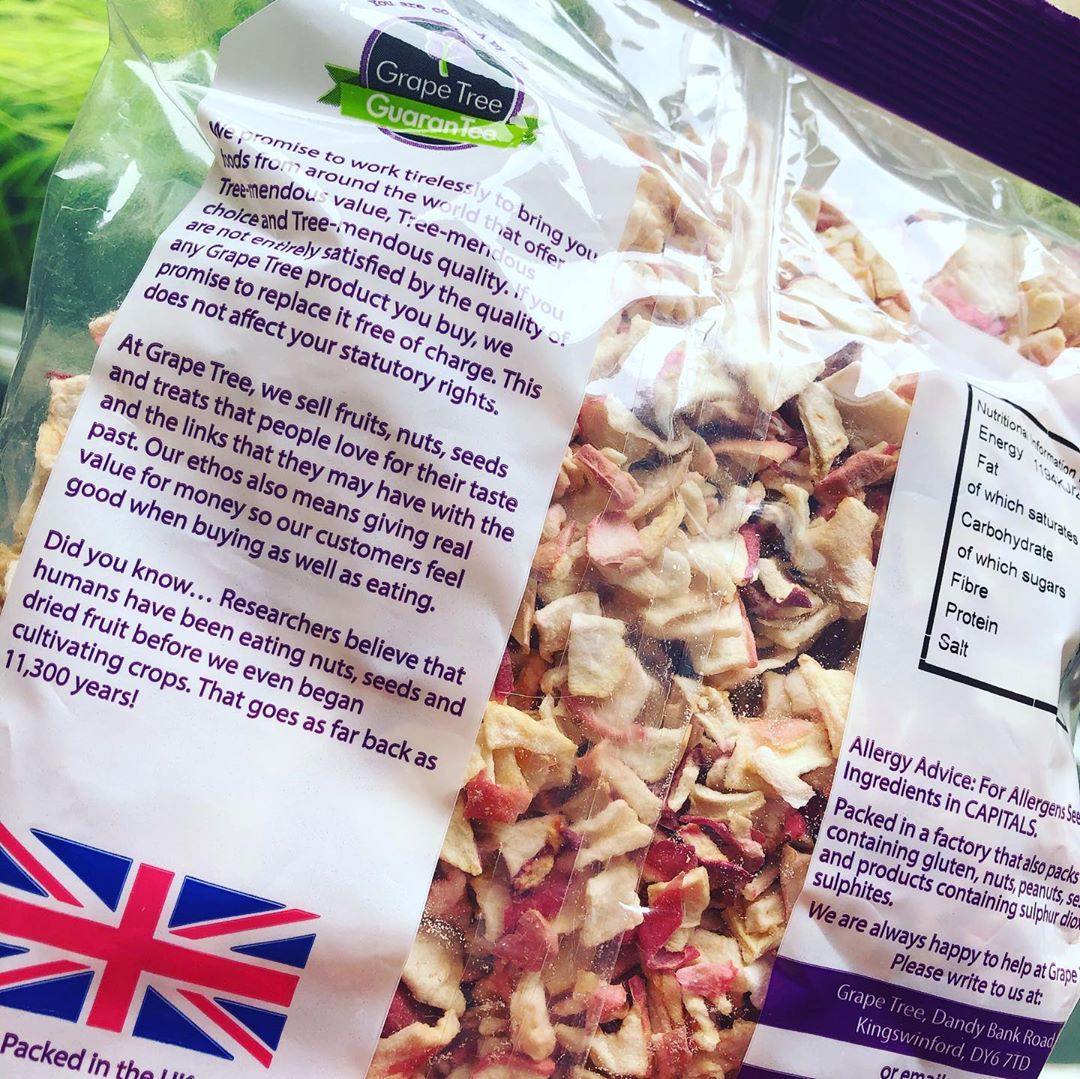 You are
Grape Tree
GuaranTee
We promise to work tirelessly to bring you
foods from around the world that offer
Tree-mendous value, Tree-mendous
choice and Tree-mendous quality. If you
are not entirely satisfied by the quality of
any Grape Tree product you buy, we
promise to replace it free of charge. This
does not affect your statutory rights.
At Grape Tree, we sell fruits, nuts, seeds
and treats that people love for their taste
and the links that they may have with the
past. Our ethos also means giving real
value for money so our customers feel
good when buying as well as eating.
Did you know... Researchers believe that
humans have been eating nuts, seeds and
dried fruit before we even began
cultivating crops. That goes as far back as
11,300 years!
Packed in the UK
Nutritional Information
Energy
Fat
of which saturates
Carbohydrate
of which sugars
Fibre
Protein
Salt
Allergy Advice: For Allergens See
Ingredients in CAPITALS.
Packed in a factory that also packs
containing gluten, nuts, peanuts,
and products containing sulphur
sulphites.
We are always happy to help at Grape
Please write to us at:
Grape Tree, Dandy Bank Road
Kingswinford, DY6 7TD
or email